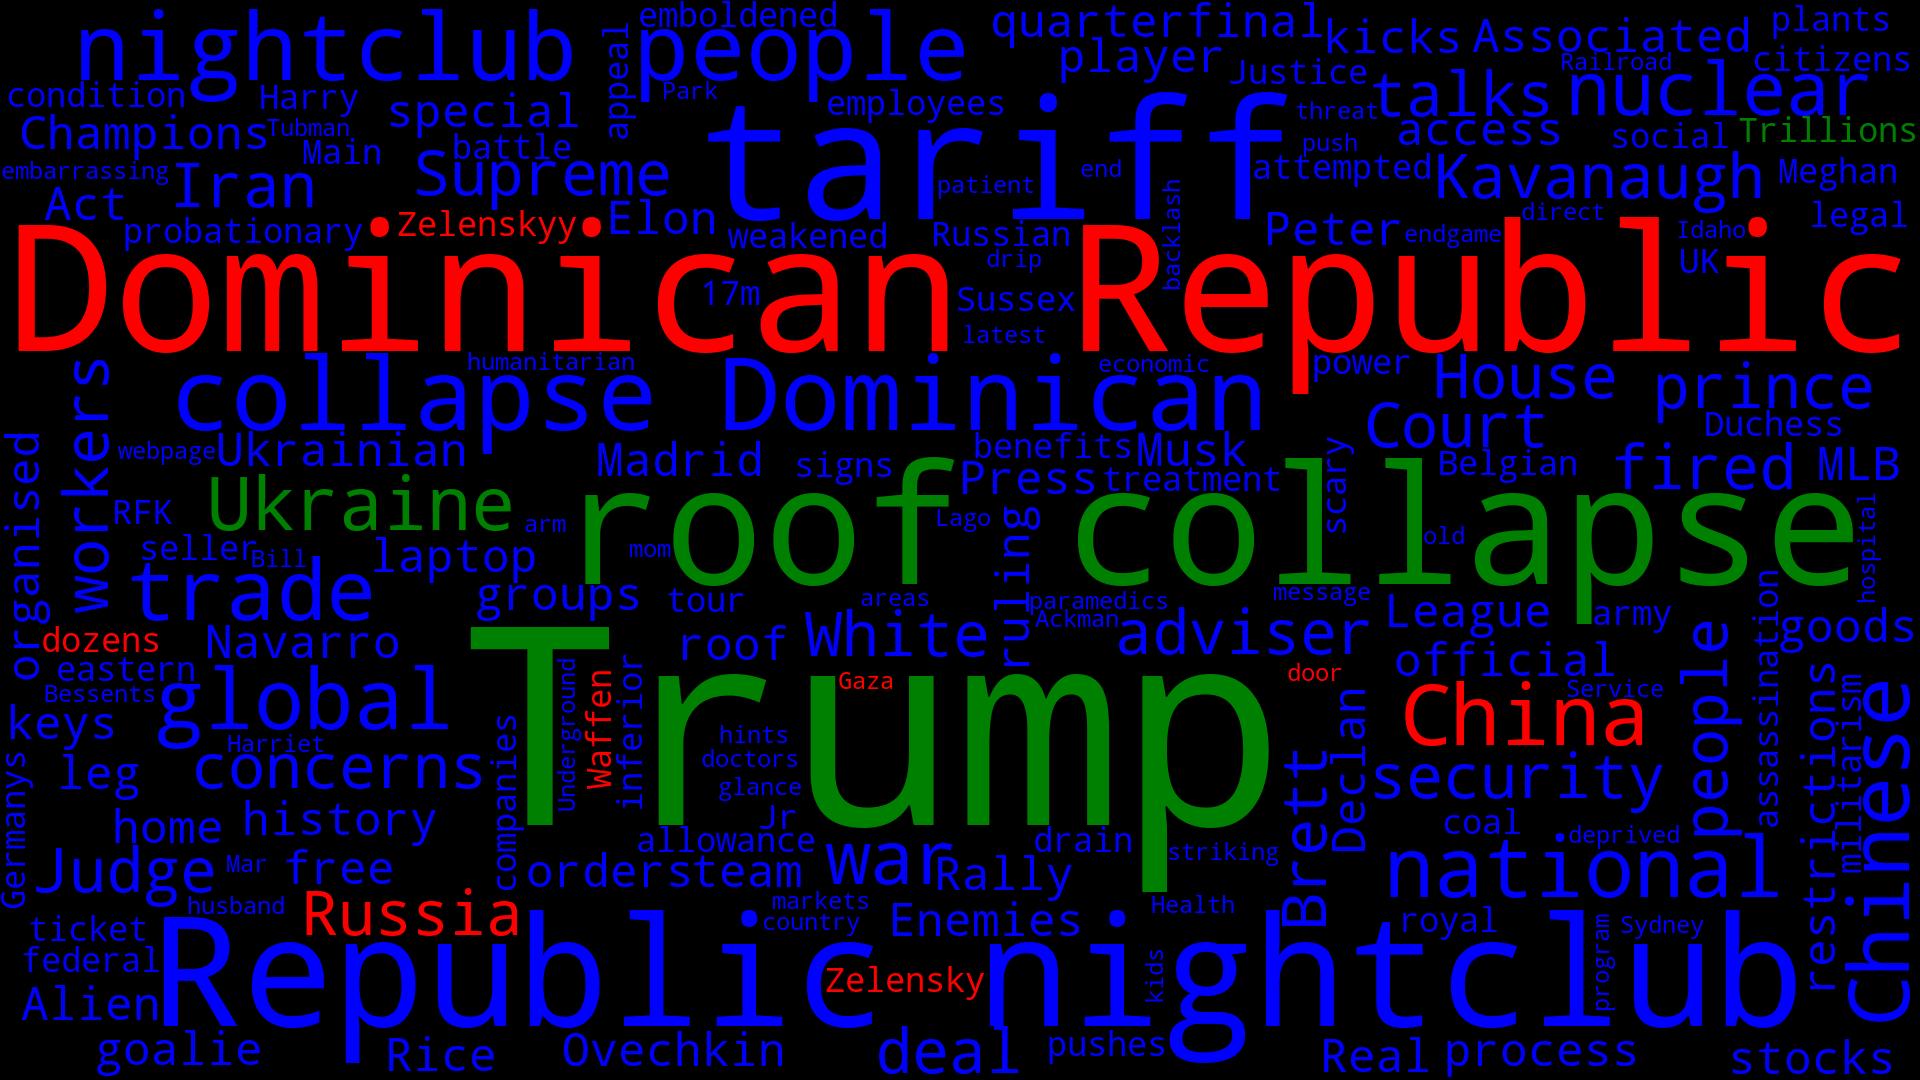 nightclub
people
emboldened
quarterfinal
kicks
Associated
plants
appeal
player
Justice
Railroad
citizens
condition
Harry
special
Park
employees
threat
talks
nuclear
Champions
Tubman
Main
battle
tariff
push
access
social
Trillions
embarrassing
Iran
Supreme
patient
end
attempted
Kavanaugh
Meghan
Act
Zelenskyy
Elon
backlash
Peter
endgame
direct
legal
probationary
weakened
Russian
Idaho
Dominican Republic
drip
UK
17m
Sussex
latest
workers
collapse
humanitarian
Dominican
economic
power
House
prince
Court
Duchess
organised
webpage
Ukrainian
Madrid
signs
benefits
Musk
Press
treatment
scary
Belgian
fired
MLB
RFK
Ukraine
arm
roof collapse
Lago
old
hospital
seller
Bill
laptop
mom
ruling
trade
groups
tour
areas
paramedics
message
League
army
assassination
dozens
Navarro
roof
White
Ackman
adviser
people
goods
eastern
Bessents
global
Underground
Waffen
inferior
Trump
Gaza
door
official
Service
China
restrictions
militarism
Chinese
keys
Harriet
companies
hints
Declan
Germanys
leg
concerns
doctors
glance
Brett
security
home
history
Jr
coal
deprived
allowance
drain
striking
Judge
Mar
free
orders
team
war
Rally
national
husband
Russia
markets
country
Health
ticket
Enemies
royal
program
Sydney
federal
Republic nightclub
Zelensky
kids
Alien
goalie
Rice
Ovechkin
deal
pushes
Real
process
stocks